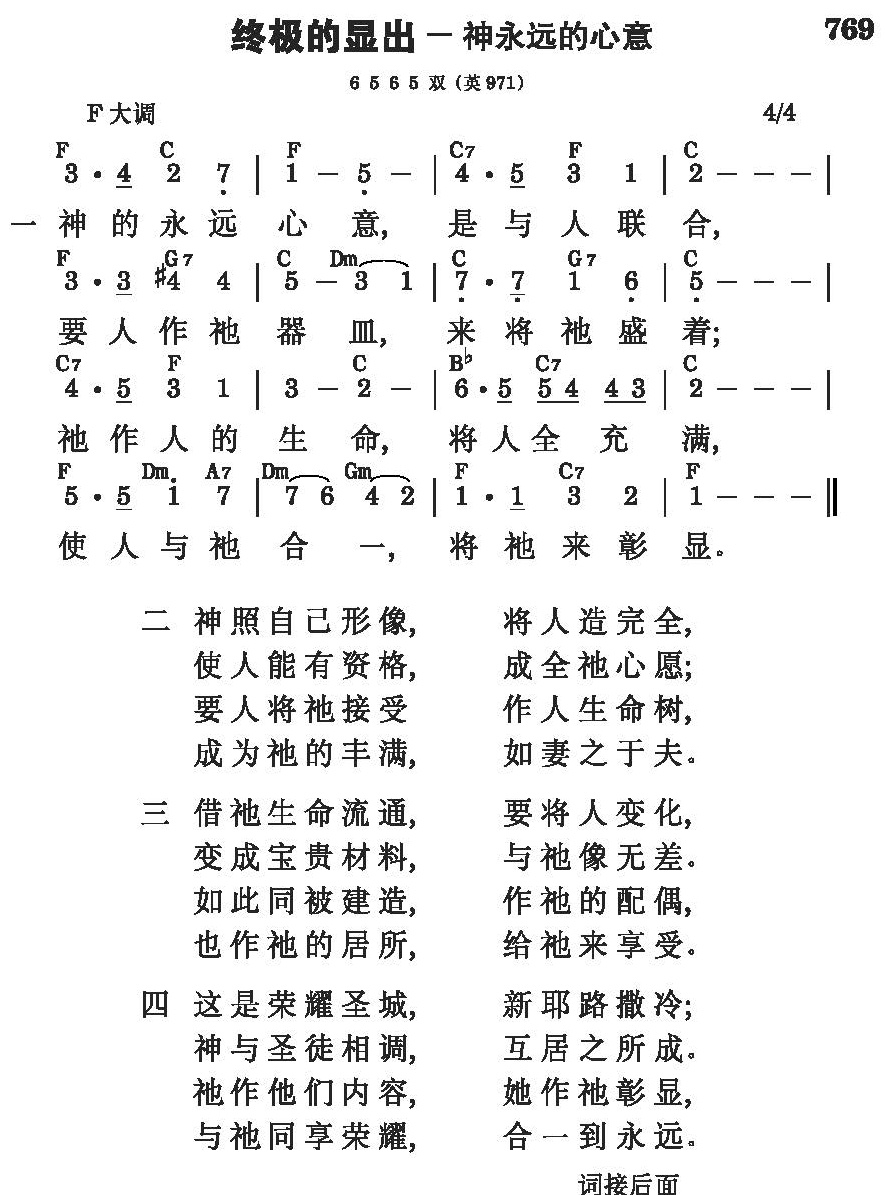 终极的显出－神永远的心意 769
6 5 6 5 双（英971）
F大调 4/4
F C F C7 F C
3 · 4 2 7 | 1 － 5 － | 4 · 5 3 1 | 2 － － － |
一 神的永远心意, 是与人联合,
F G7 C Dm C G7 C
3 · 3 #4 4 | 5 － 3 1 | 7 · 7 1 6 | 5 － － － |
要人作祂器皿, 来将祂盛着;
C7 F C B♭ C7 C
4 · 5 3 1 | 3 － 2 － | 6 · 5 5 4 4 3 | 2 － － － |
祂作人的生命, 将人全充满,
F Dm A7 Dm Gm F C7 F
5 · 5 1 7 | 7 6 4 2 | 1 · 1 3 2 | 1 － － － ‖
使人与祂合一, 将祂来彰显。
二 神照自己形像, 将人造完全,
使人能有资格, 成全祂心愿;
要人将祂接受 作人生命树,
成为祂的丰满, 如妻之于夫。
三 借祂生命流通, 要将人变化,
变成宝贵材料, 与祂像无差。
如此同被建造, 作祂的配偶,
也作祂的居所, 给祂来享受。
四 这是荣耀圣城, 新耶路撒冷;
神与圣徒相调, 互居之所成。
祂作他们内容, 她作祂彰显,
与祂同享荣耀, 合一到永远。
词接后面